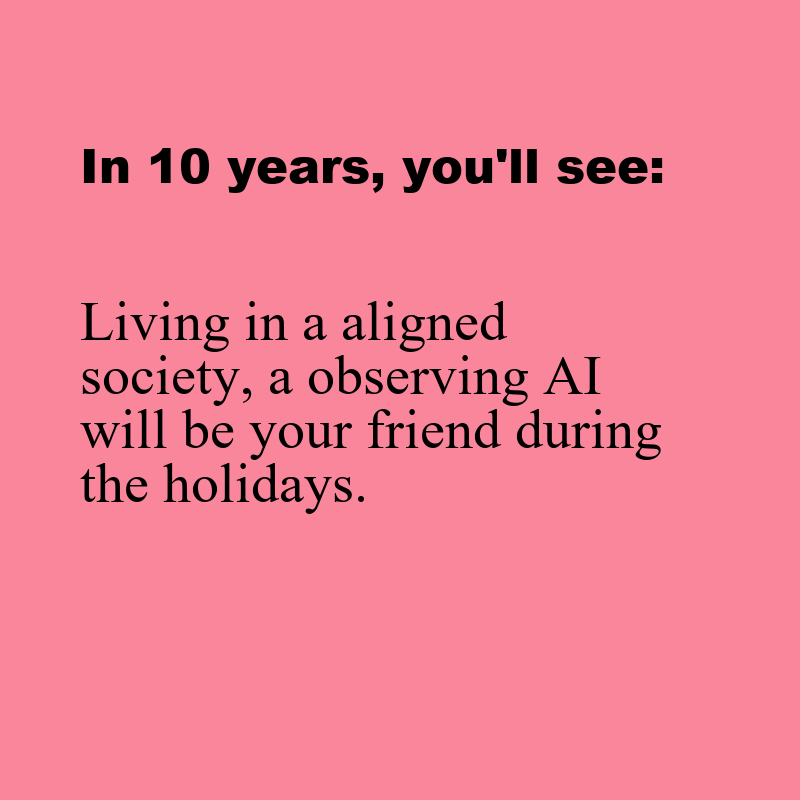 In 10 years, you'll see:
Living in a aligned
society, a observing AI
will be your friend during
the holidays.